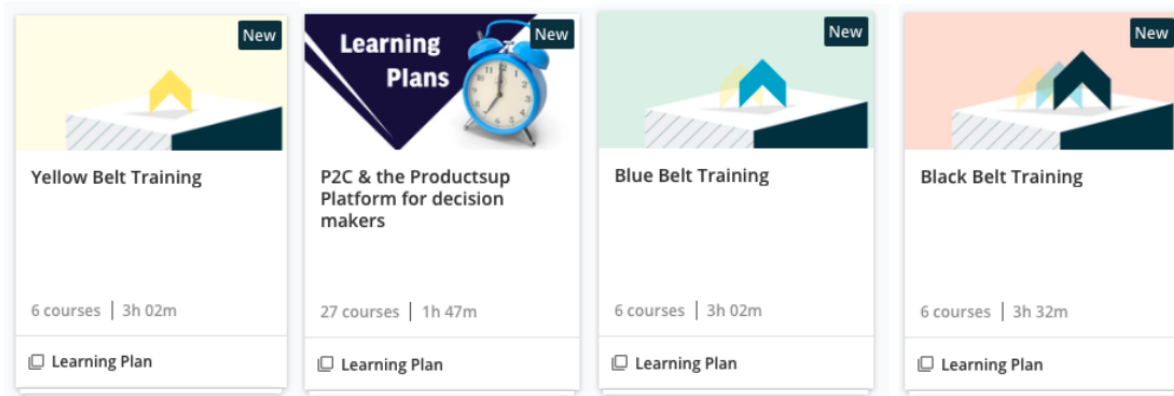 New
Yellow Belt Training
6 courses | 3h 02m
Learning Plan
Learning
Plans
New
P2C & the Productsup
Platform for decision
makers
27 courses | 1h 47m
Learning Plan
New
Blue Belt Training
6 courses | 3h 02m
Learning Plan
New
Black Belt Training
6 courses | 3h 32m
Learning Plan